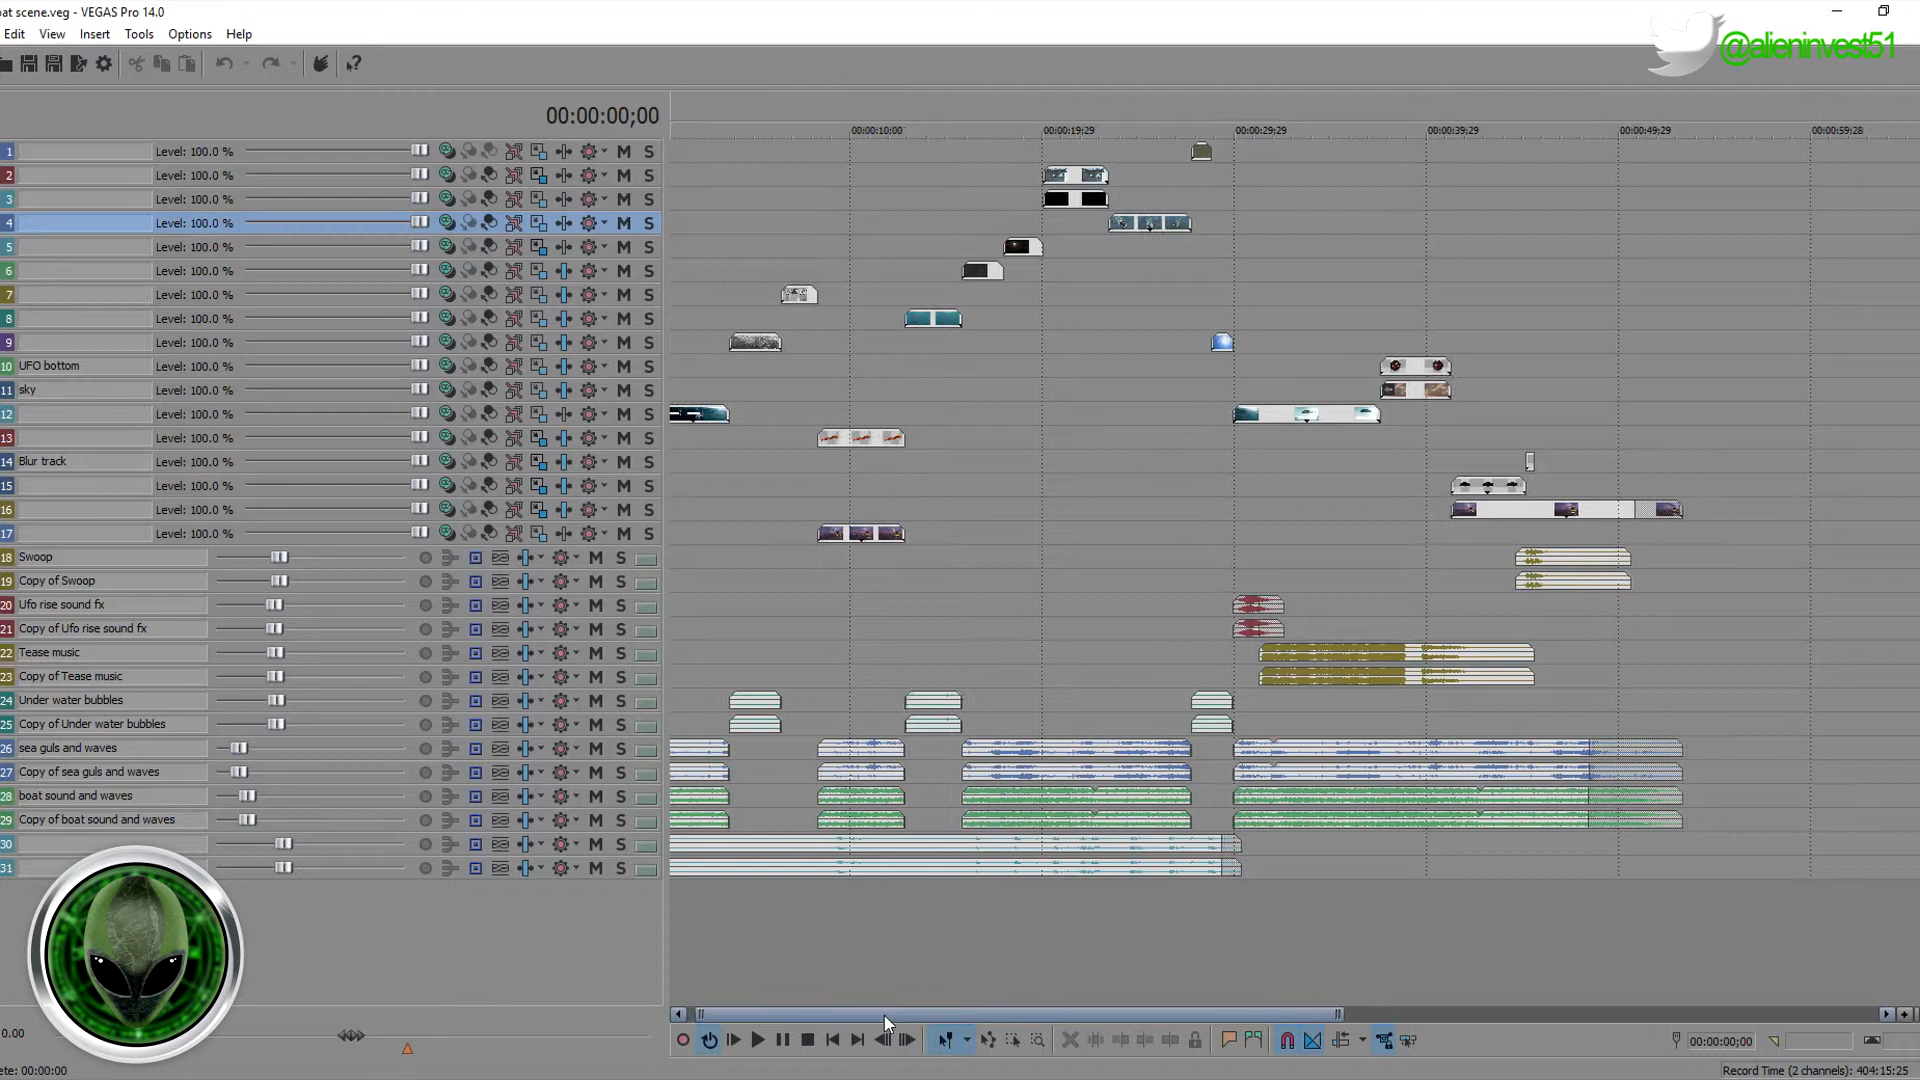 oat scene.veg - VEGAS Pro 14.0
Edit View Insert Tools Options Help
@alieninvest51
00:00:00;00
00:00:10;00 00:00:19;29 00:00:29;29 00:00:39;29 00:00:49;29 00:00:59;28
1 Level: 100.0 % M S
2 Level: 100.0 % M S
3 Level: 100.0 % M S
4 Level: 100.0 % M S
5 Level: 100.0 % M S
6 Level: 100.0 % M S
7 Level: 100.0 % M S
8 Level: 100.0 % M S
9 Level: 100.0 % M S
10 UFO bottom Level: 100.0 % M S
11 sky Level: 100.0 % M S
12 Level: 100.0 % M S
13 Level: 100.0 % M S
14 Blur track Level: 100.0 % M S
15 Level: 100.0 % M S
16 Level: 100.0 % M S
17 Level: 100.0 % M S
18 Swoop M S
19 Copy of Swoop M S
20 Ufo rise sound fx M S
21 Copy of Ufo rise sound fx M S
22 Tease music M S
23 Copy of Tease music M S
24 Under water bubbles M S
25 Copy of Under water bubbles M S
26 sea guls and waves M S
27 Copy of sea guls and waves M S
28 boat sound and waves M S
29 Copy of boat sound and waves M S
30 M S
31 M S
0.00
00:00:00;00
ete: 00:00:00
Record Time (2 channels): 404:15:25